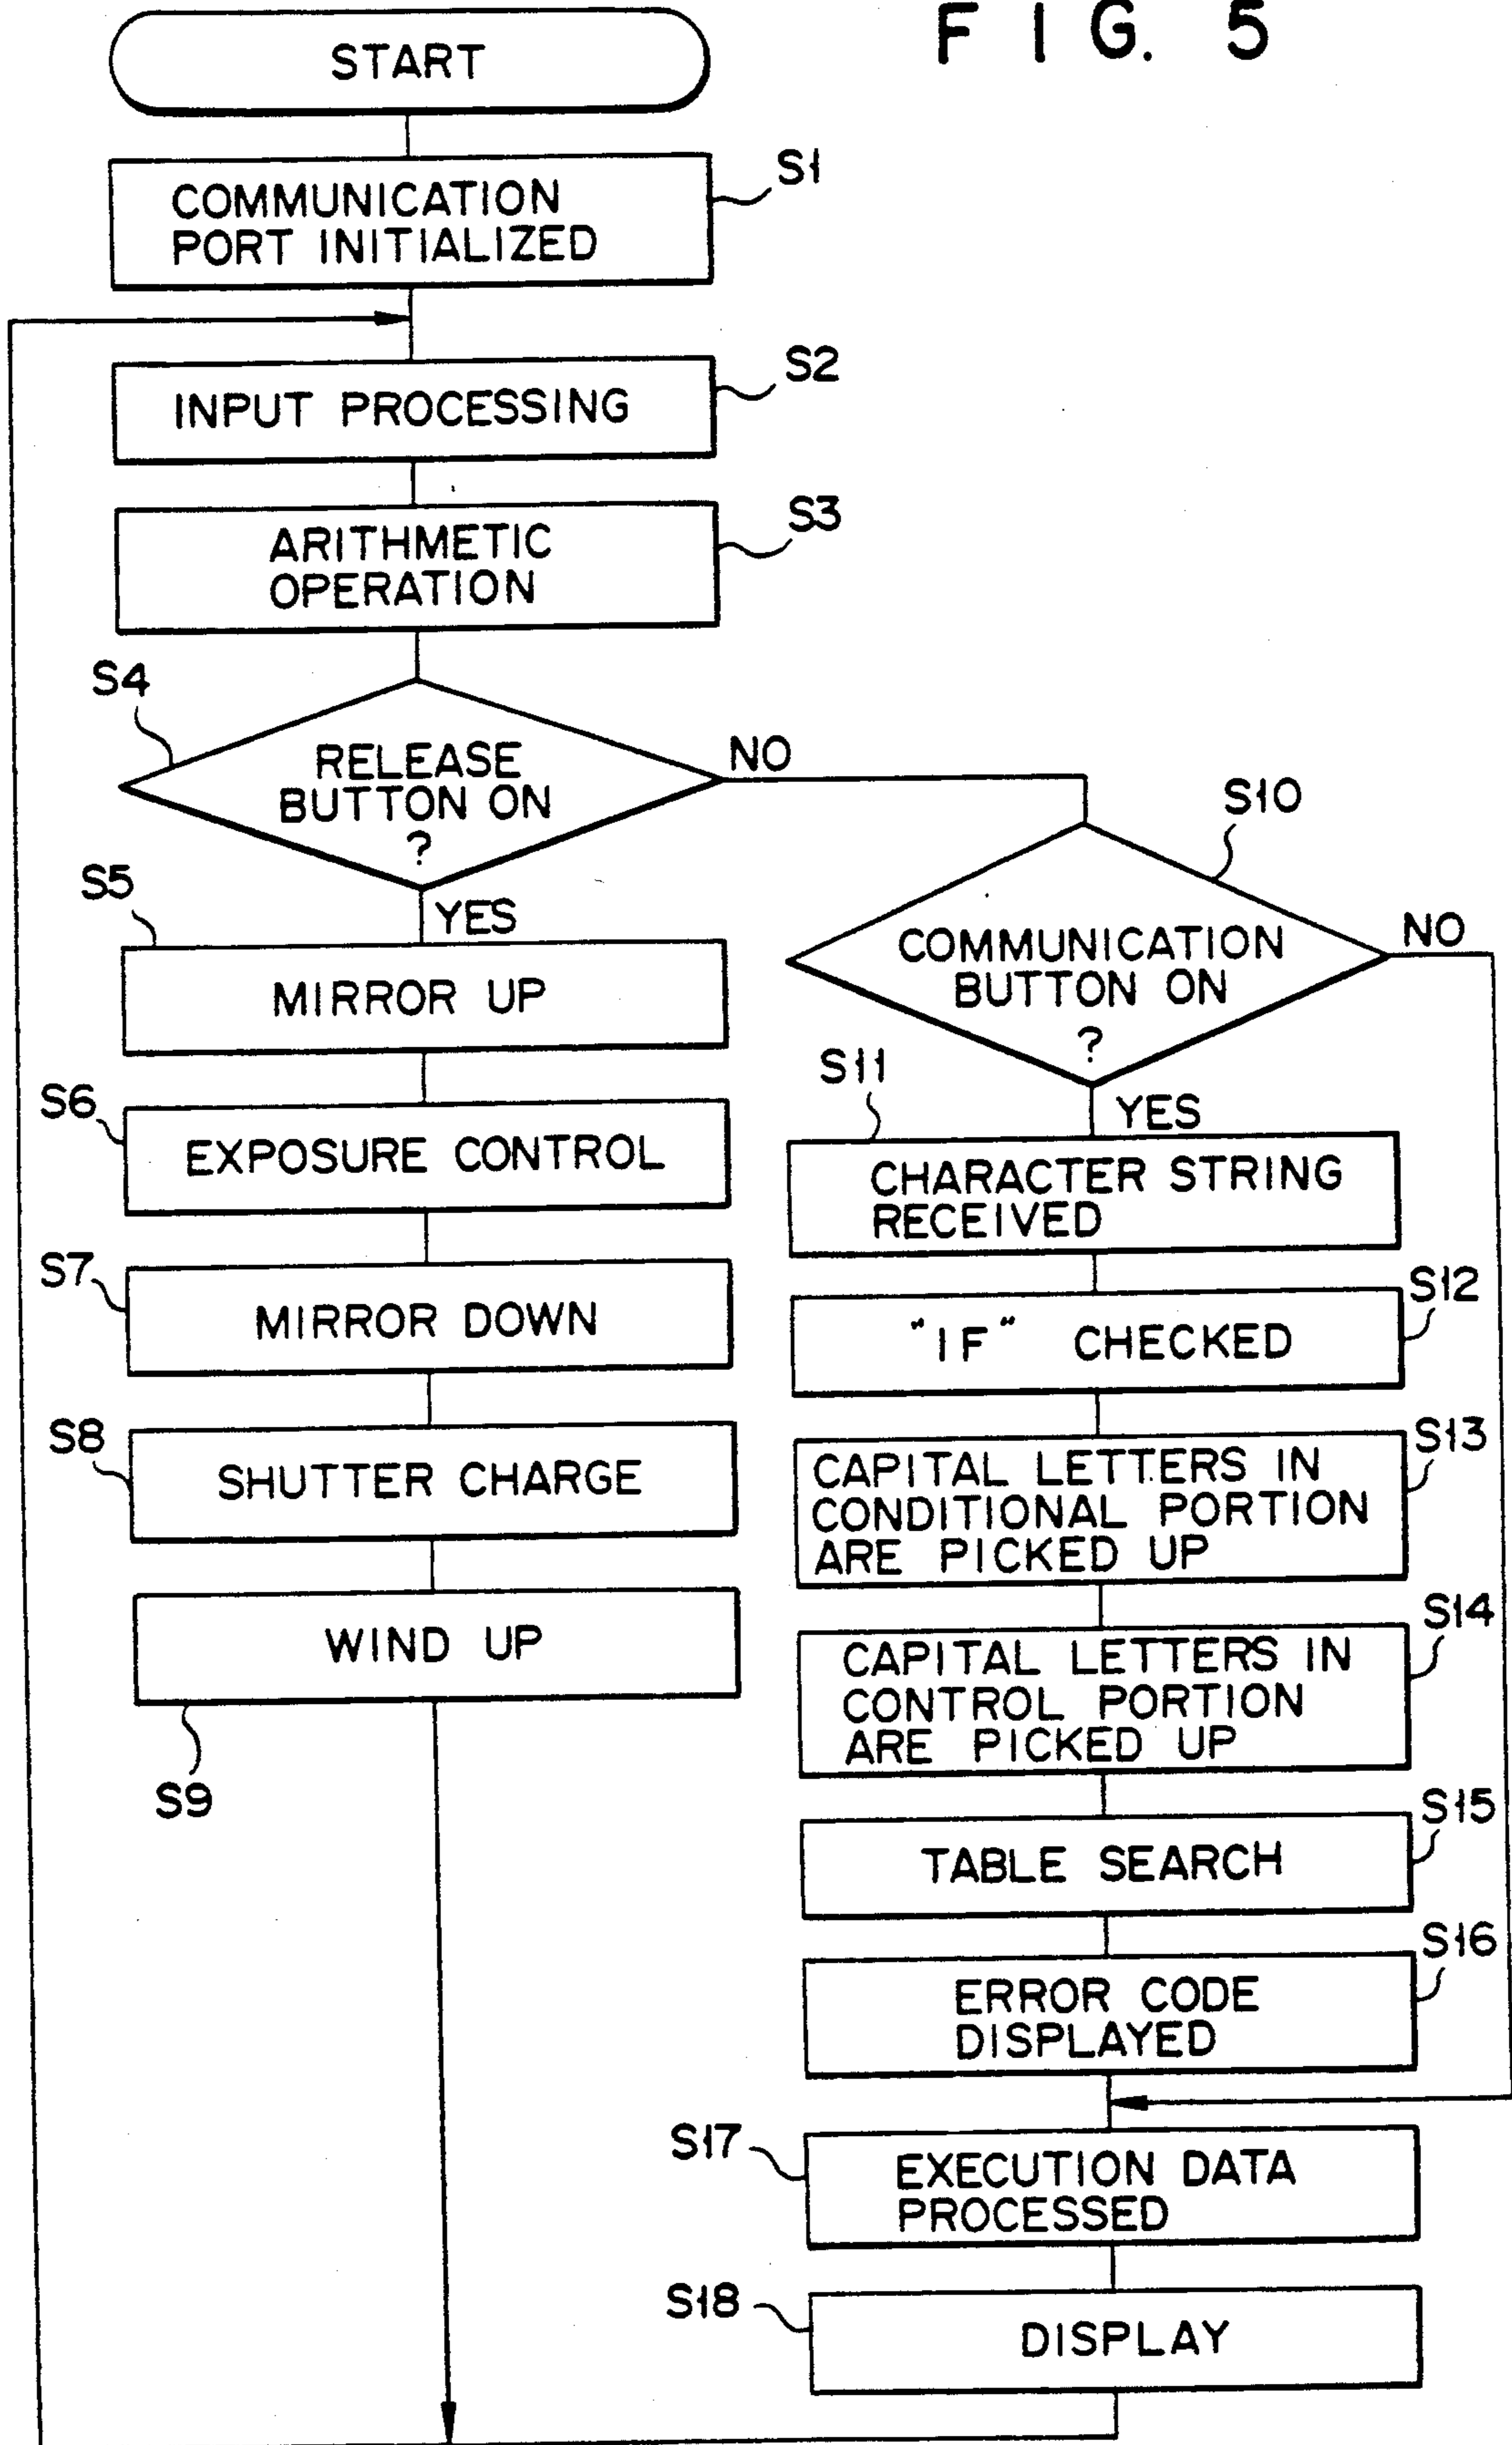 FIG. 5
START
S1
COMMUNICATION
PORT INITIALIZED
S2
INPUT PROCESSING
S3
ARITHMETIC
OPERATION
S4
RELEASE
BUTTON ON
?
NO
YES
S5
MIRROR UP
S6
EXPOSURE CONTROL
S7
MIRROR DOWN
S8
SHUTTER CHARGE
WIND UP
S9
S10
COMMUNICATION
BUTTON ON
?
NO
YES
S11
CHARACTER STRING
RECEIVED
S12
"IF" CHECKED
S13
CAPITAL LETTERS IN
CONDITIONAL PORTION
ARE PICKED UP
S14
CAPITAL LETTERS IN
CONTROL PORTION
ARE PICKED UP
S15
TABLE SEARCH
S16
ERROR CODE
DISPLAYED
S17
EXECUTION DATA
PROCESSED
S18
DISPLAY